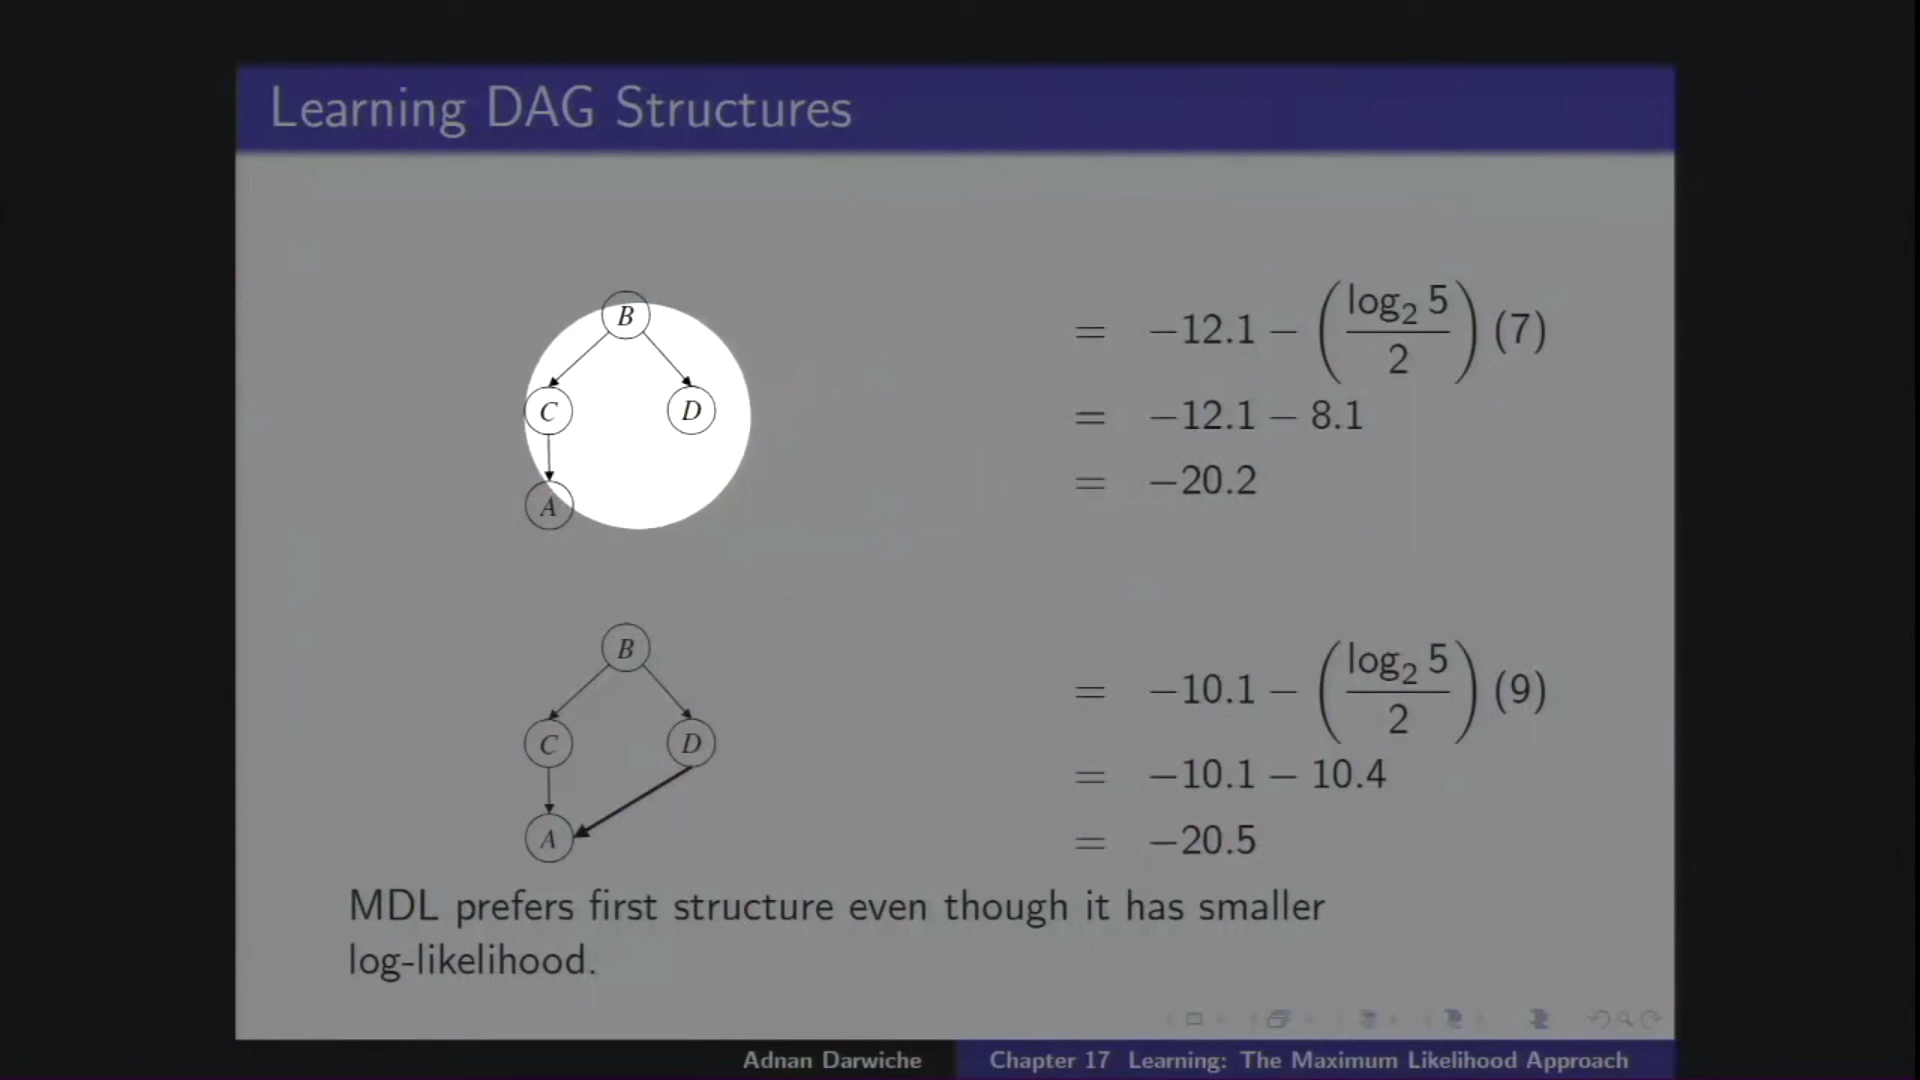 Learning DAG Structures
B
C D
A
= −12.1 − (log₂ 5 / 2) (7)
= −12.1 − 8.1
= −20.2
B
C D
A
= −10.1 − (log₂ 5 / 2) (9)
= −10.1 − 10.4
= −20.5
MDL prefers first structure even though it has smaller
log-likelihood.
Adnan Darwiche Chapter 17 Learning: The Maximum Likelihood Approach